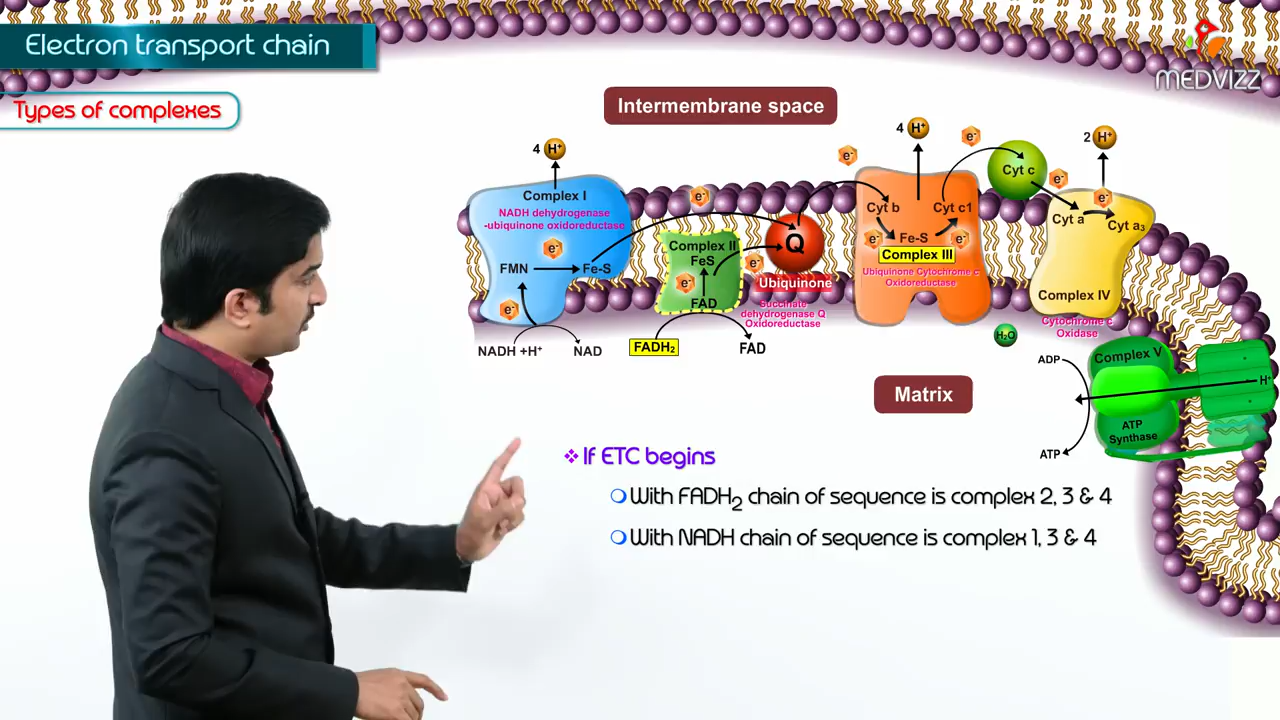 Electron transport chain
MEDVIZZ
Types of complexes
Intermembrane space
4 H+
4 H+
2 H+
e-
e-
e-
e-
e-
Cyt c
Complex I
NADH dehydrogenase
-ubiquinone oxidoreductase
e-
FMN
Fe-S
e-
NADH +H+
NAD
Complex II
FeS
e-
FAD
FADH2
FAD
e-
Q
Ubiquinone
Succinate
dehydrogenase Q
Oxidoreductase
Cyt b
Cyt c1
e-
Fe-S
e-
Complex III
Ubiquinone Cytochrome c
Oxidoreductase
Cyt a
Cyt a3
Complex IV
Cytochrome c
Oxidase
H2O
ADP
ATP
Complex V
H+
ATP
Synthase
Matrix
If ETC begins
With FADH2 chain of sequence is complex 2, 3 & 4
With NADH chain of sequence is complex 1, 3 & 4